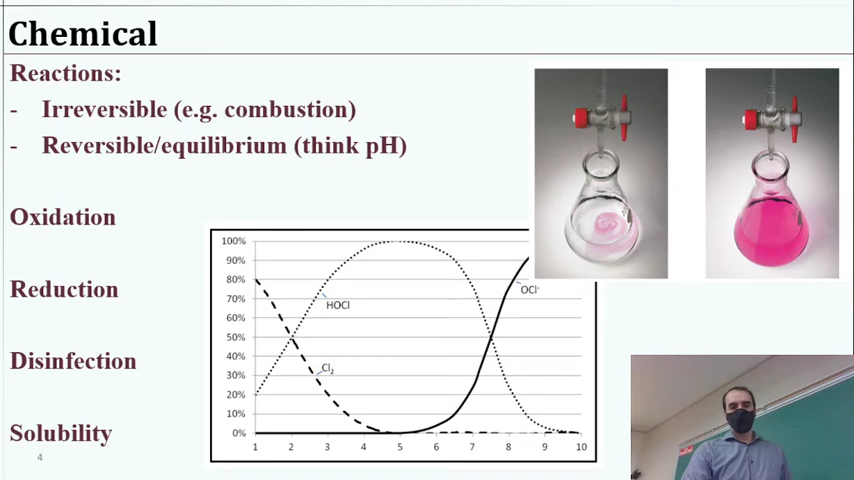 Chemical
Reactions:
- Irreversible (e.g. combustion)
- Reversible/equilibrium (think pH)
Oxidation
Reduction
Disinfection
Solubility
100%
90%
80%
70%
60%
50%
40%
30%
20%
10%
0%
HOCl
Cl2
OCl-
1 2 3 4 5 6 7 8 9 10
4